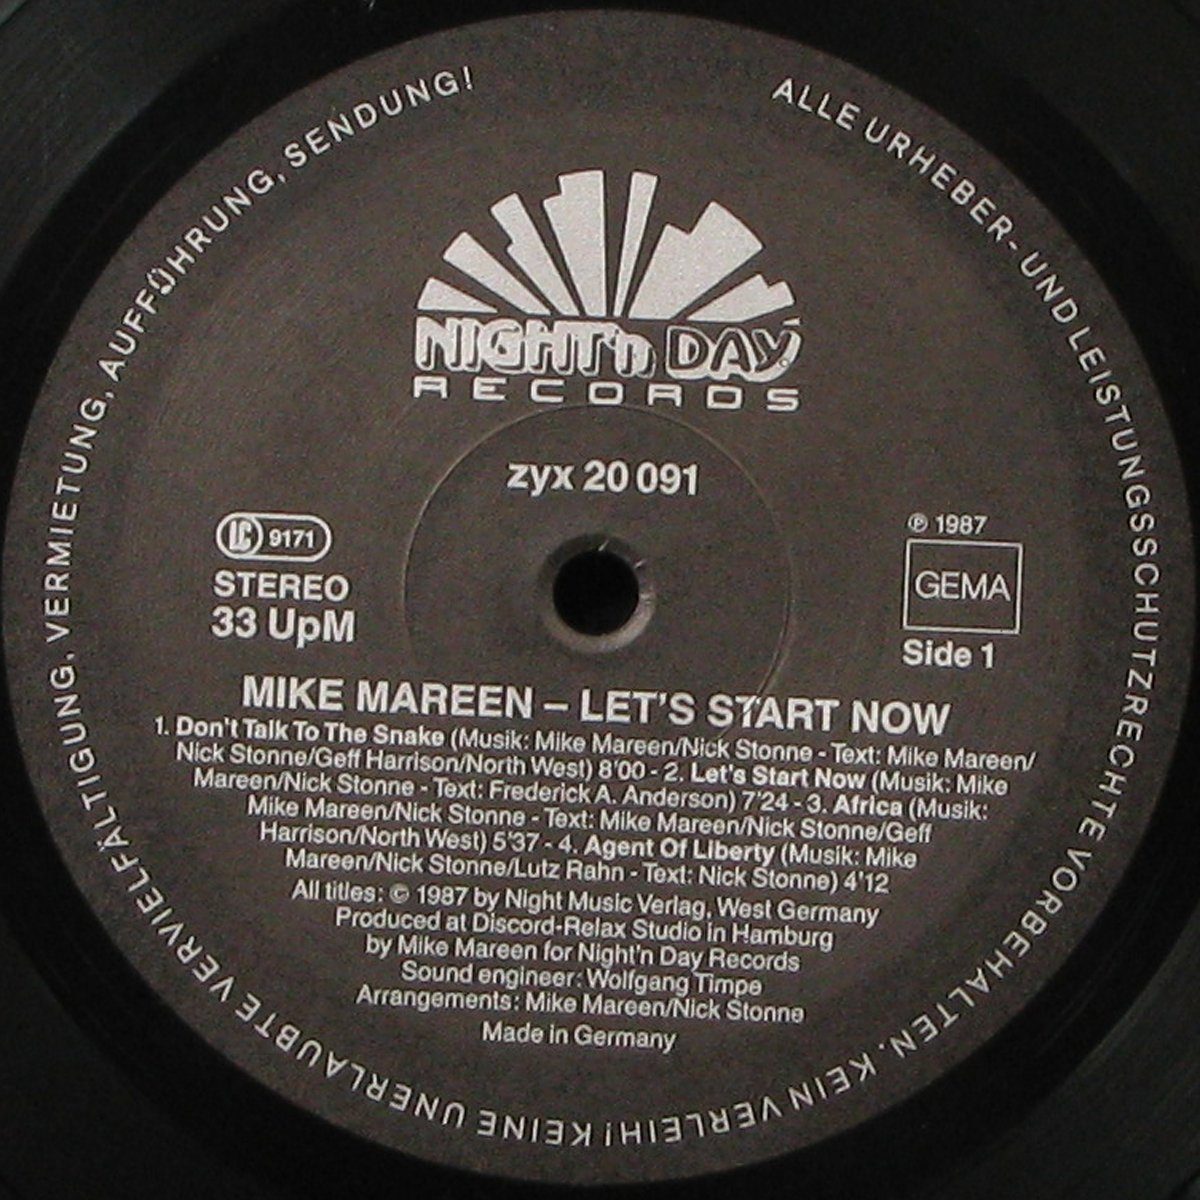 ALLE URHEBER- UND LEISTUNGSSCHUTZRECHTE VORBEHALTEN. KEIN VERLEIH! KEINE UNERLAUBTE VERVIELFÄLTIGUNG, VERMIETUNG, AUFFÜHRUNG, SENDUNG!
NIGHT'n DAY
RECORDS
zyx 20 091
LC 9171
STEREO
33 UpM
℗ 1987
GEMA
Side 1
MIKE MAREEN – LET'S START NOW
1. Don't Talk To The Snake (Musik: Mike Mareen/Nick Stonne - Text: Mike Mareen/
Nick Stonne/Geff Harrison/North West) 8'00 - 2. Let's Start Now (Musik: Mike
Mareen/Nick Stonne - Text: Frederick A. Anderson) 7'24 - 3. Africa (Musik:
Mike Mareen/Nick Stonne - Text: Mike Mareen/Nick Stonne/Geff
Harrison/North West) 5'37 - 4. Agent Of Liberty (Musik: Mike
Mareen/Nick Stonne/Lutz Rahn - Text: Nick Stonne) 4'12
All titles: © 1987 by Night Music Verlag, West Germany
Produced at Discord-Relax Studio in Hamburg
by Mike Mareen for Night'n Day Records
Sound engineer: Wolfgang Timpe
Arrangements: Mike Mareen/Nick Stonne
Made in Germany